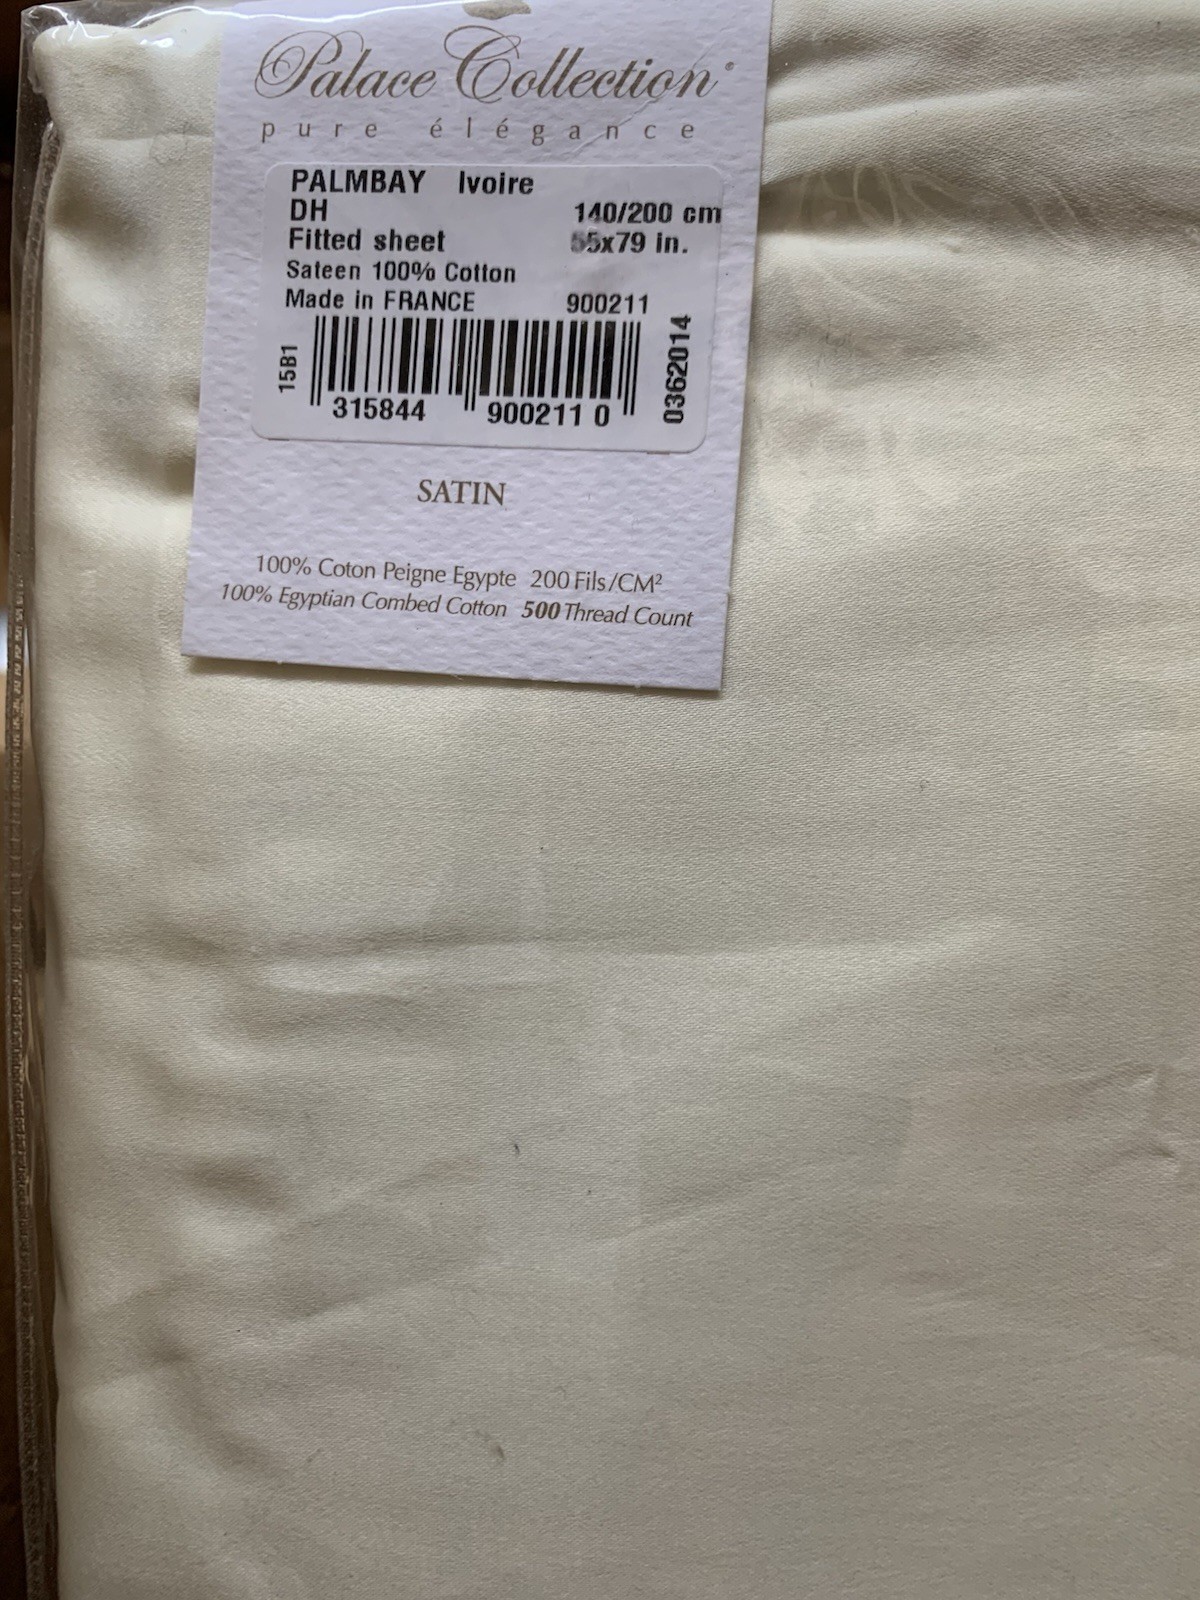 Palace Collection®
pure élégance
PALMBAY Ivoire
DH 140/200 cm
Fitted sheet 55x79 in.
Sateen 100% Cotton
Made in FRANCE 900211
15B1
315844 900211 0
0362014
SATIN
100% Coton Peigne Egypte 200 Fils/CM²
100% Egyptian Combed Cotton 500 Thread Count